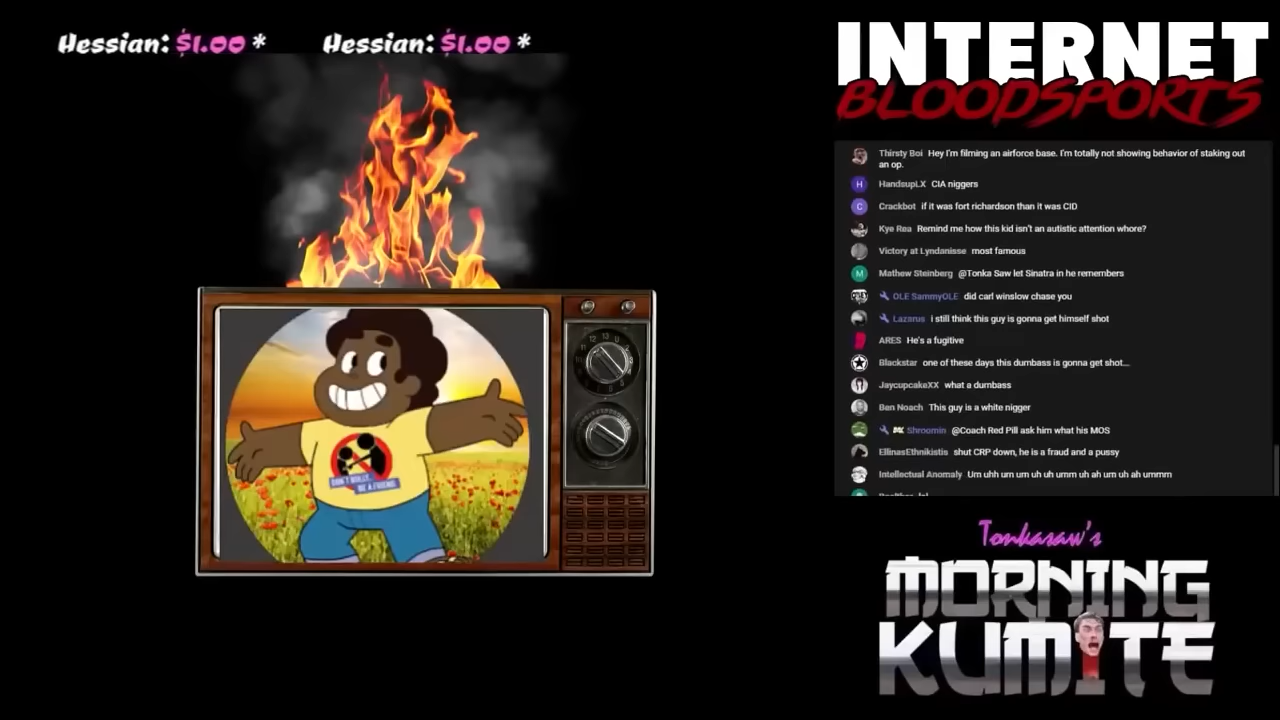 Hessian: $1.00 * Hessian: $1.00 *
INTERNET
BLOODSPORTS
Thirsty Boi Hey I'm filming an airforce base. I'm totally not showing behavior of staking out
an op.
H HandsupLX CIA niggers
C Crackbot if it was fort richardson than it was CID
Kye Rea Remind me how this kid isn't an autistic attention whore?
Victory at Lyndanisse most famous
M Mathew Steinberg @Tonka Saw let Sinatra in he remembers
OLE SammyOLE did carl winslow chase you
Lazarus i still think this guy is gonna get himself shot
ARES He's a fugitive
Blackstar one of these days this dumbass is gonna get shot...
JaycupcakeXX what a dumbass
Ben Noach This guy is a white nigger
Shroomin @Coach Red Pill ask him what his MOS
EllinasEthnikistis shut CRP down, he is a fraud and a pussy
Intellectual Anomaly Um uhh um um uh uh umm uh ah um ah ummm
DON'T BULLY,
BE A FRIEND
Tonkasaw's
MORNING
KUMITE